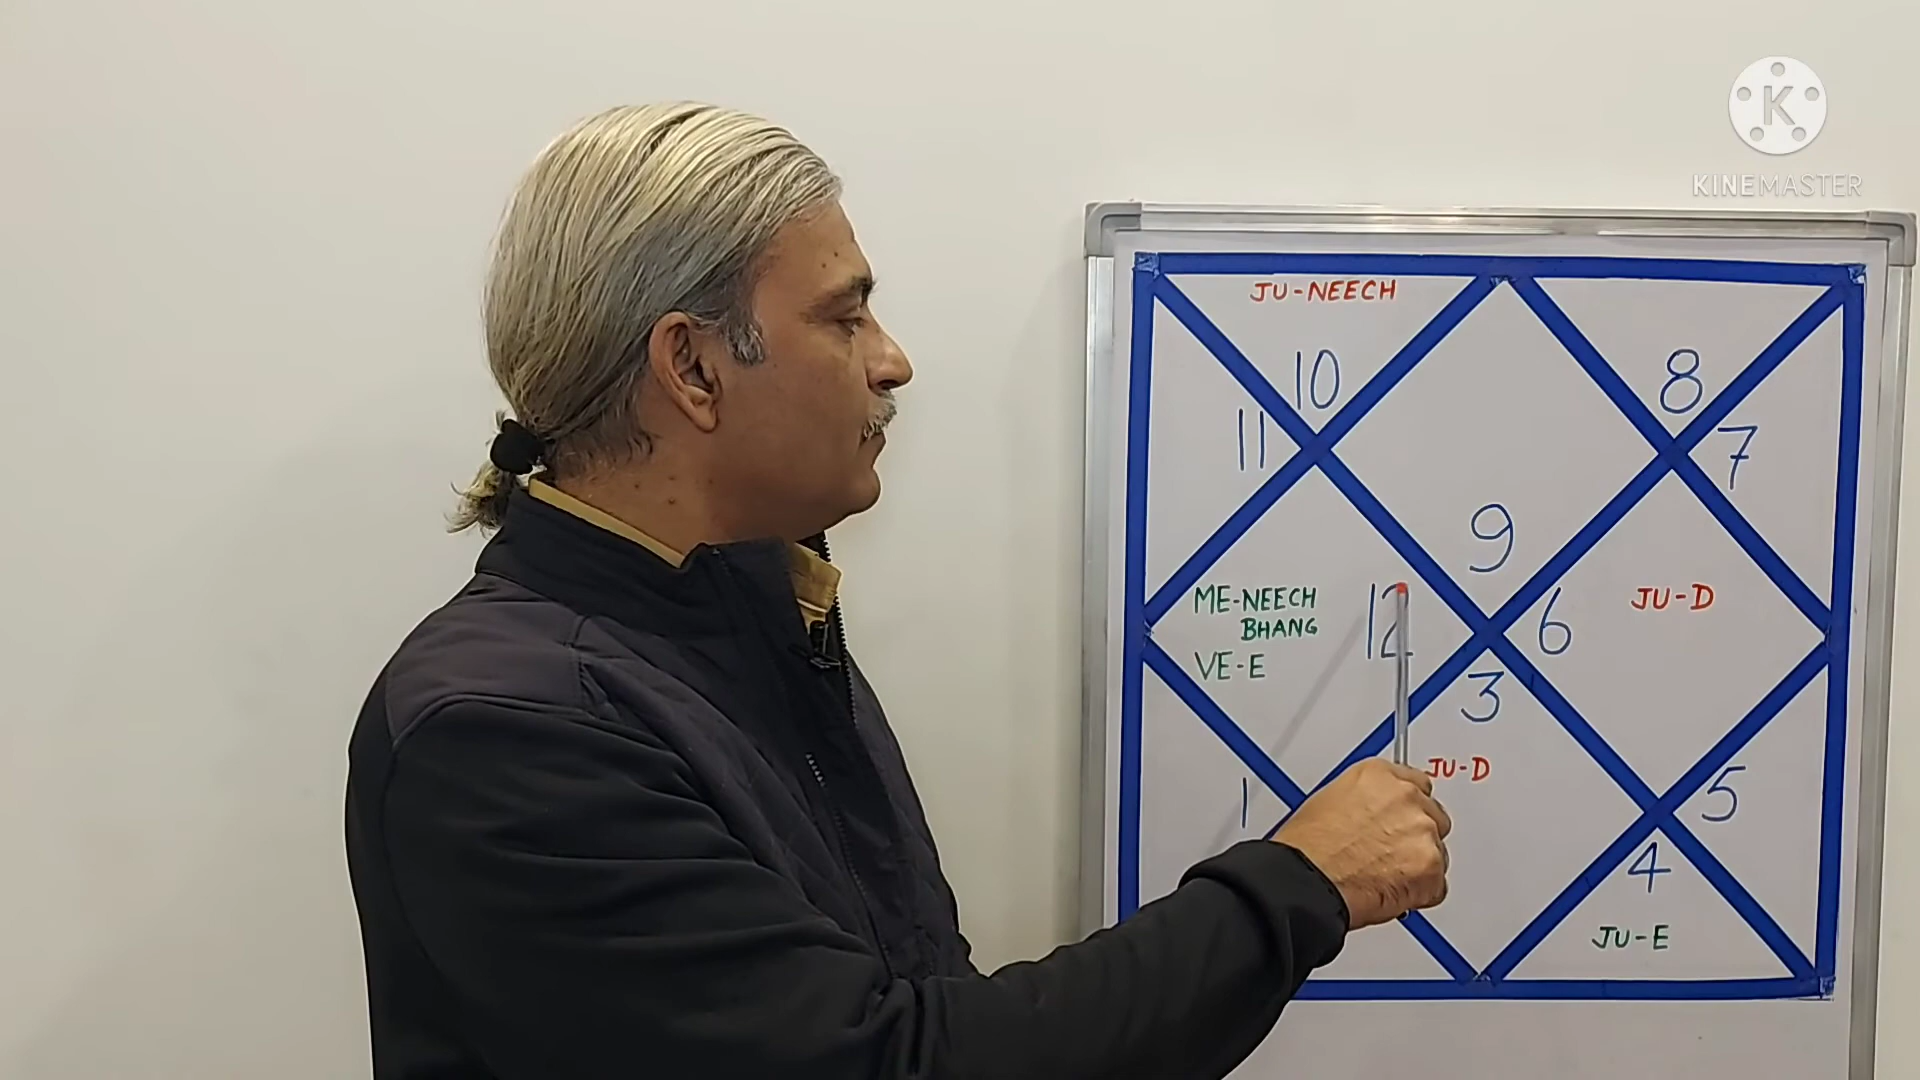 K
KINEMASTER
JU-NEECH
10
8
11
7
9
ME-NEECH
BHANG
VE-E
12
6
JU-D
3
JU-D
1
5
4
JU-E